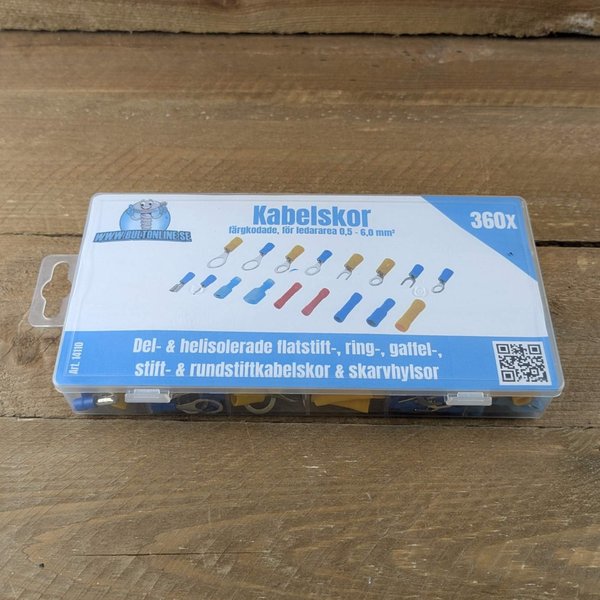 Kabelskor
färgkodade, för ledararea 0,5 - 6,0 mm²
360x
WWW.BULTONLINE.SE
Del- & helisolerade flatstift-, ring-, gaffel-,
stift- & rundstiftkabelskor & skarvhylsor
Art. 14110